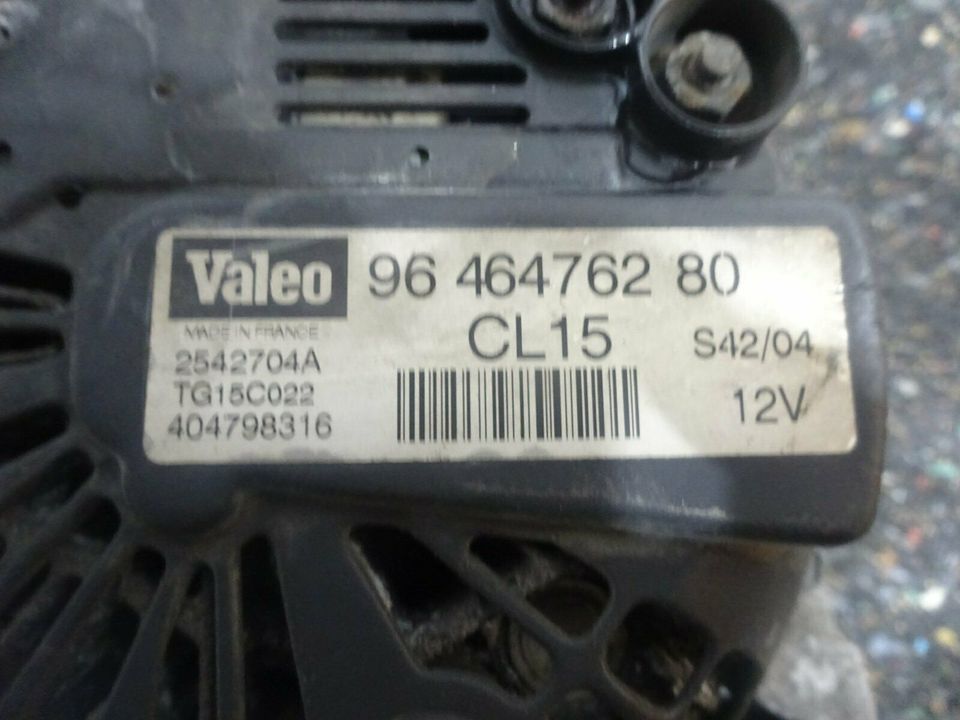 Valeo 96 464762 80
MADE IN FRANCE
CL15
S42/04
2542704A
TG15C022
12V
404798316